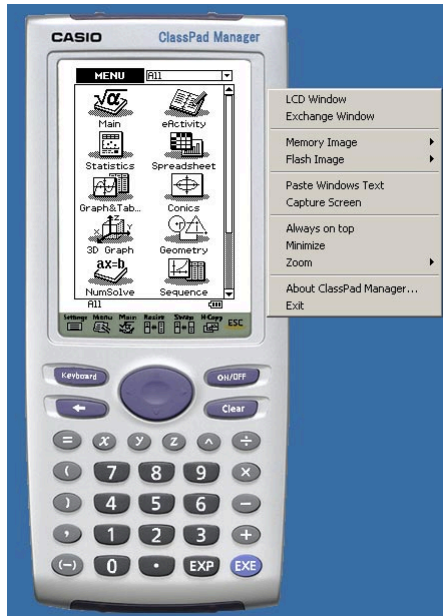 CASIO ClassPad Manager
MENU All
Main eActivity
Statistics Spreadsheet
Graph&Tab... Conics
3D Graph Geometry
ax=b
NumSolve Sequence
All
Settings Menu Main Resize Swap H-Copy ESC
Keyboard ON/OFF
Clear
= x y z ^ ÷
( 7 8 9 ×
) 4 5 6 −
, 1 2 3 +
(−) 0 · EXP EXE
LCD Window
Exchange Window
Memory Image
Flash Image
Paste Windows Text
Capture Screen
Always on top
Minimize
Zoom
About ClassPad Manager...
Exit